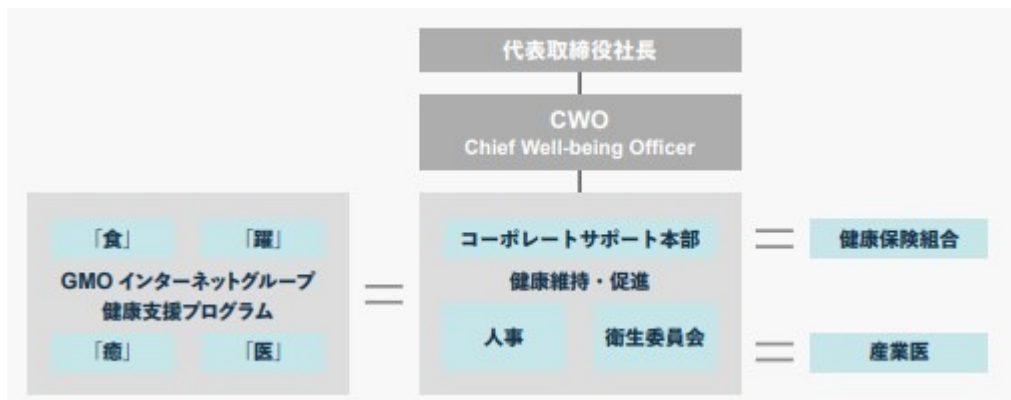 代表取締役社長
CWO
Chief Well-being Officer
「食」
「躍」
GMO インターネットグループ
健康支援プログラム
「癒」
「医」
コーポレートサポート本部
健康維持・促進
人事
衛生委員会
健康保険組合
産業医